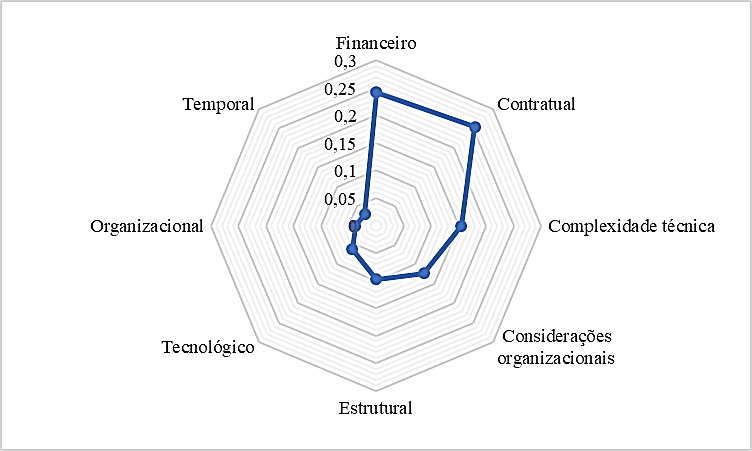 Financeiro
0,3
0,25
0,2
0,15
0,1
0,05
0
Temporal
Contratual
Organizacional
Complexidade técnica
Tecnológico
Considerações
organizacionais
Estrutural